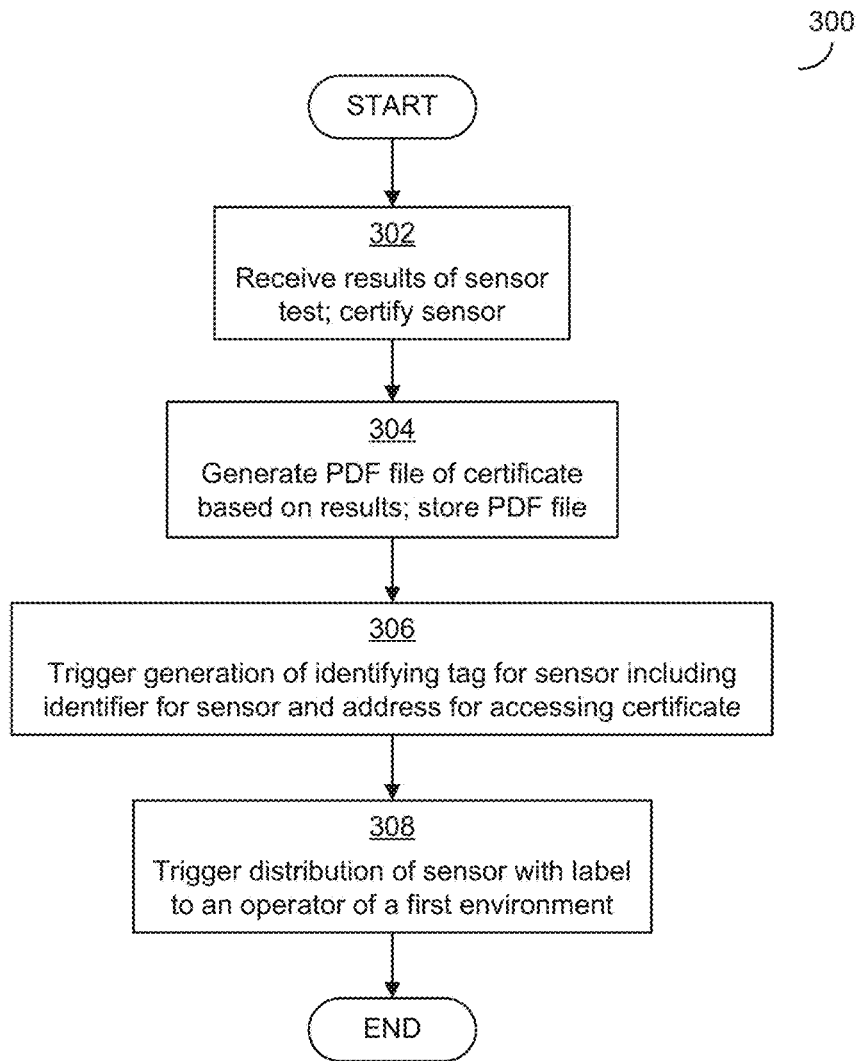 300
START
302
Receive results of sensor
test; certify sensor
304
Generate PDF file of certificate
based on results; store PDF file
306
Trigger generation of identifying tag for sensor including
identifier for sensor and address for accessing certificate
308
Trigger distribution of sensor with label
to an operator of a first environment
END